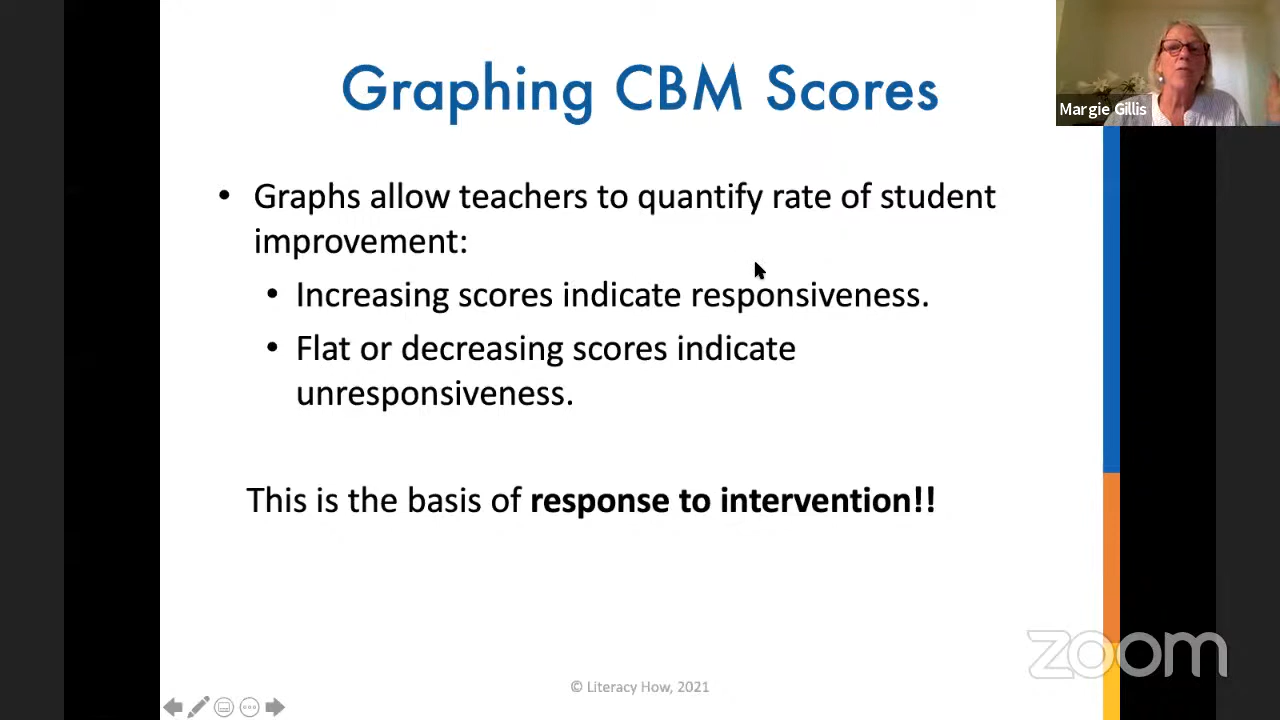 Graphing CBM Scores
Margie Gillis
• Graphs allow teachers to quantify rate of student
improvement:
• Increasing scores indicate responsiveness.
• Flat or decreasing scores indicate
unresponsiveness.
This is the basis of response to intervention!!
zoom
© Literacy How, 2021